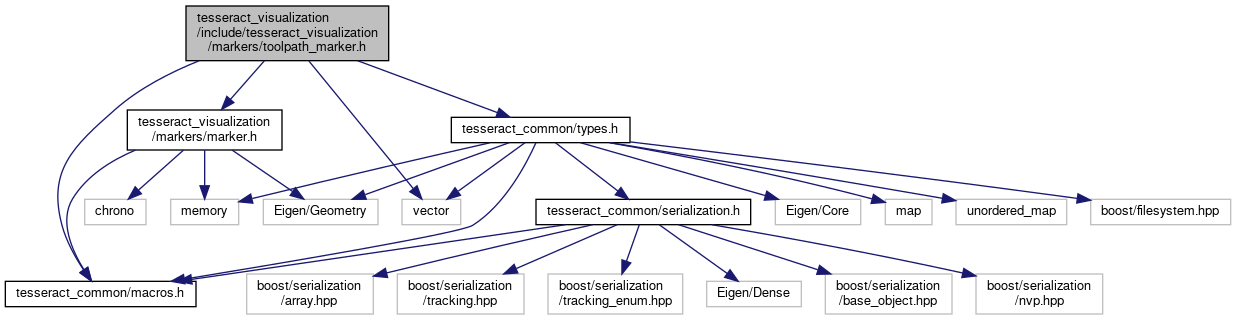 tesseract_visualization
/include/tesseract_visualization
/markers/toolpath_marker.h
tesseract_visualization
/markers/marker.h
tesseract_common/types.h
chrono
memory
Eigen/Geometry
vector
tesseract_common/serialization.h
Eigen/Core
map
unordered_map
boost/filesystem.hpp
tesseract_common/macros.h
boost/serialization
/array.hpp
boost/serialization
/tracking.hpp
boost/serialization
/tracking_enum.hpp
Eigen/Dense
boost/serialization
/base_object.hpp
boost/serialization
/nvp.hpp